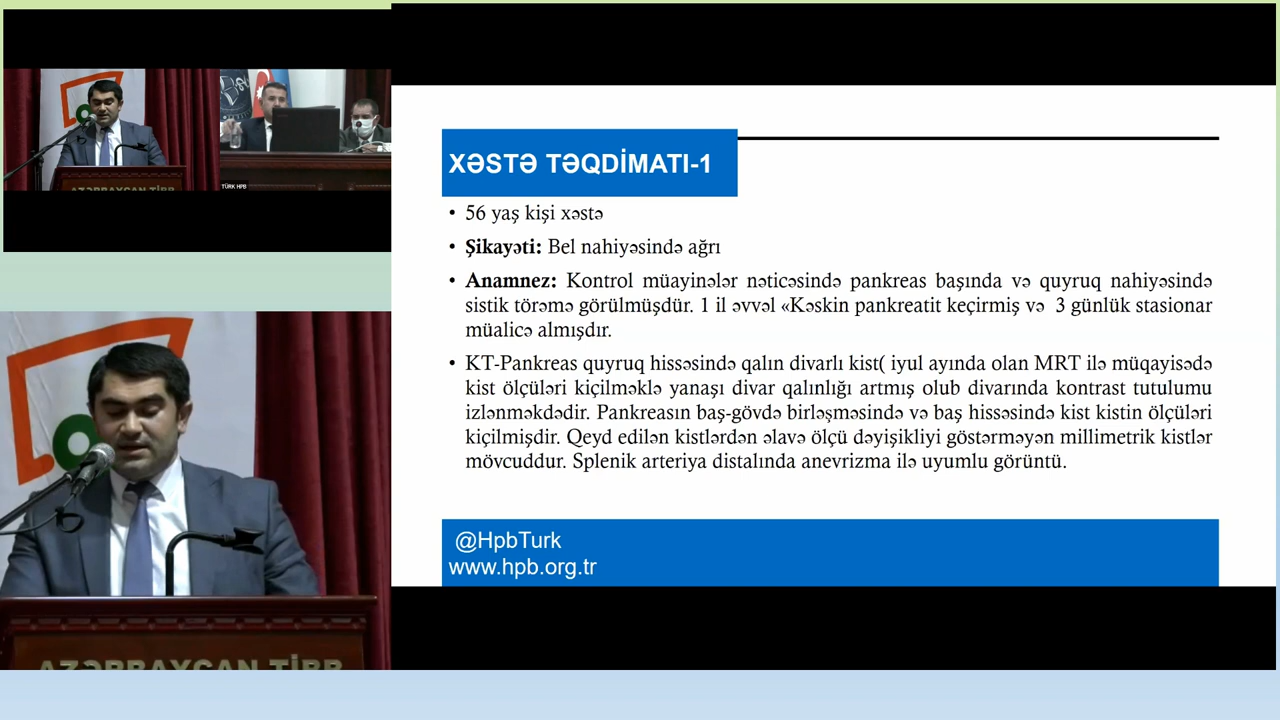 TÜRK HPB
AZƏRBAYCAN TİBB
XƏSTƏ TƏQDİMATI-1
• 56 yaş kişi xəstə
• Şikayəti: Bel nahiyəsində ağrı
• Anamnez: Kontrol müayinələr nəticəsində pankreas başında və quyruq nahiyəsində
sistik törəmə görülmüşdür. 1 il əvvəl «Kəskin pankreatit keçirmiş və 3 günlük stasionar
müalicə almışdır.
• KT-Pankreas quyruq hissəsində qalın divarlı kist( iyul ayında olan MRT ilə müqayisədə
kist ölçüləri kiçilməklə yanaşı divar qalınlığı artmış olub divarında kontrast tutulumu
izlənməkdədir. Pankreasın baş-gövdə birləşməsində və baş hissəsində kist kistin ölçüləri
kiçilmişdir. Qeyd edilən kistlərdən əlavə ölçü dəyişikliyi göstərməyən millimetrik kistlər
mövcuddur. Splenik arteriya distalında anevrizma ilə uyumlu görüntü.
@HpbTurk
www.hpb.org.tr
AZƏRBAYCAN TİBB